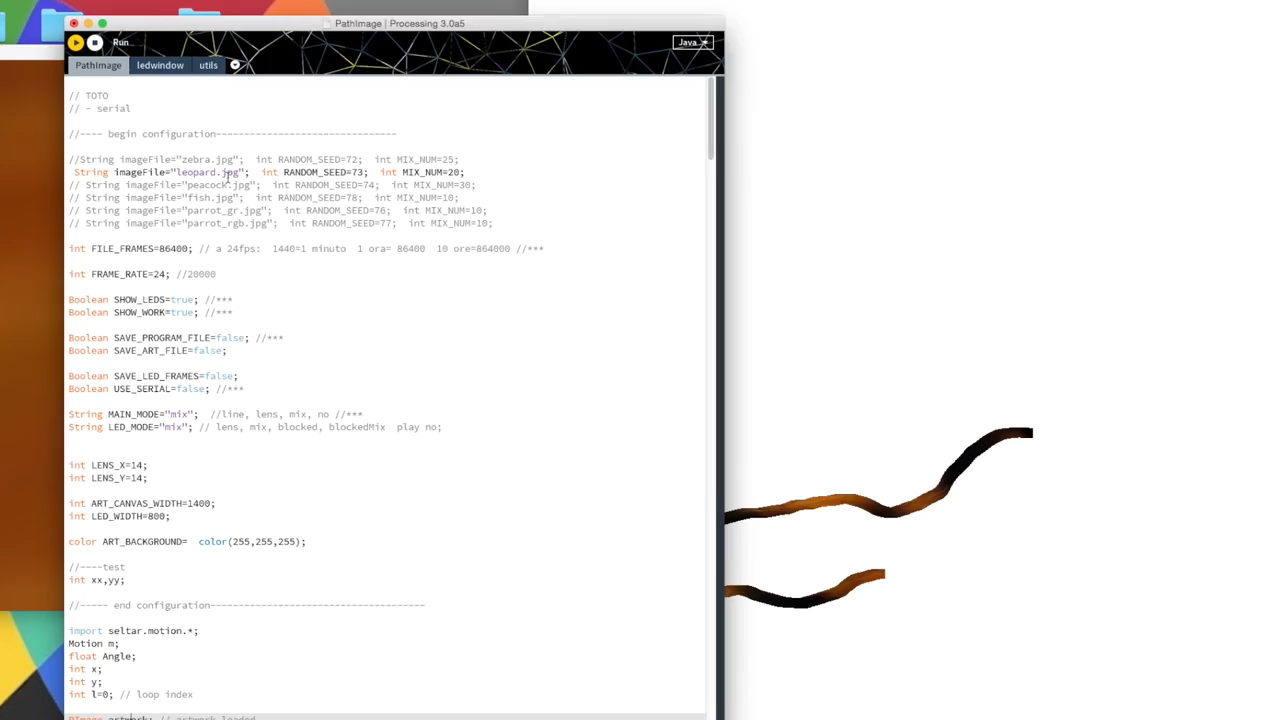 PathImage | Processing 3.0a5
Run
Java
PathImage ledwindow utils
// TOTO
// - serial
//---- begin configuration--------------------------------
//String imageFile="zebra.jpg"; int RANDOM_SEED=72; int MIX_NUM=25;
String imageFile="leopard.jpg"; int RANDOM_SEED=73; int MIX_NUM=20;
// String imageFile="peacock.jpg"; int RANDOM_SEED=74; int MIX_NUM=30;
// String imageFile="fish.jpg"; int RANDOM_SEED=78; int MIX_NUM=10;
// String imageFile="parrot_gr.jpg"; int RANDOM_SEED=76; int MIX_NUM=10;
// String imageFile="parrot_rgb.jpg"; int RANDOM_SEED=77; int MIX_NUM=10;
int FILE_FRAMES=86400; // a 24fps: 1440=1 minuto 1 ora= 86400 10 ore=864000 //***
int FRAME_RATE=24; //20000
Boolean SHOW_LEDS=true; //***
Boolean SHOW_WORK=true; //***
Boolean SAVE_PROGRAM_FILE=false; //***
Boolean SAVE_ART_FILE=false;
Boolean SAVE_LED_FRAMES=false;
Boolean USE_SERIAL=false; //***
String MAIN_MODE="mix"; //line, lens, mix, no //***
String LED_MODE="mix"; // lens, mix, blocked, blockedMix play no;
int LENS_X=14;
int LENS_Y=14;
int ART_CANVAS_WIDTH=1400;
int LED_WIDTH=800;
color ART_BACKGROUND= color(255,255,255);
//----test
int xx,yy;
//----- end configuration--------------------------------------
import seltar.motion.*;
Motion m;
float Angle;
int x;
int y;
int l=0; // loop index
PImage artwork; // artwork loaded